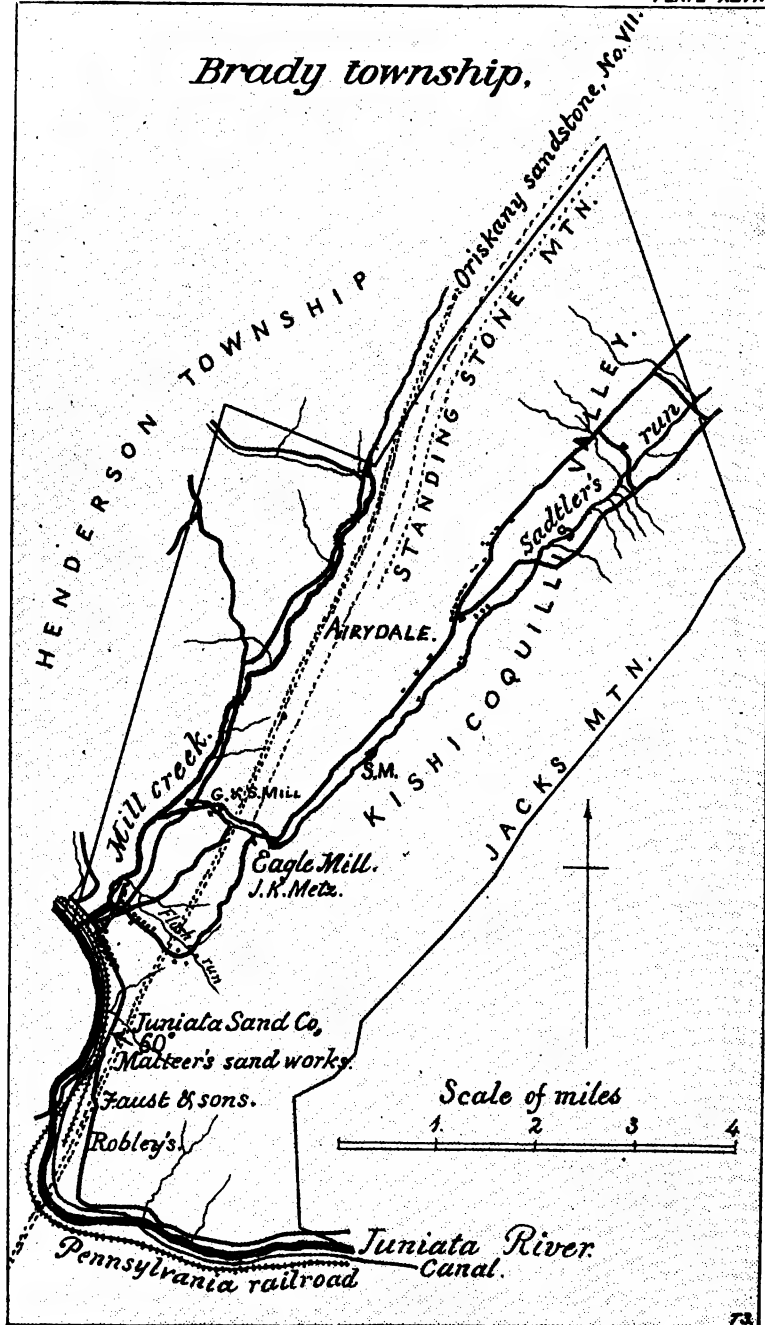 Brady township,
Oriskany sandstone, No. VII.
HENDERSON TOWNSHIP
STANDING STONE MTN.
KISHICOQUILLIS VALLEY.
Sadtler's run
AIRYDALE.
S.M.
JACKS MTN.
Mill creek.
G. & S. MILL
Eagle Mill.
J.K. Metz.
run
Juniata Sand Co,
60°
Matteer's sand works.
Faust & sons.
Robley's.
Scale of miles
1 2 3 4
Juniata River.
Canal.
Pennsylvania railroad
T3.